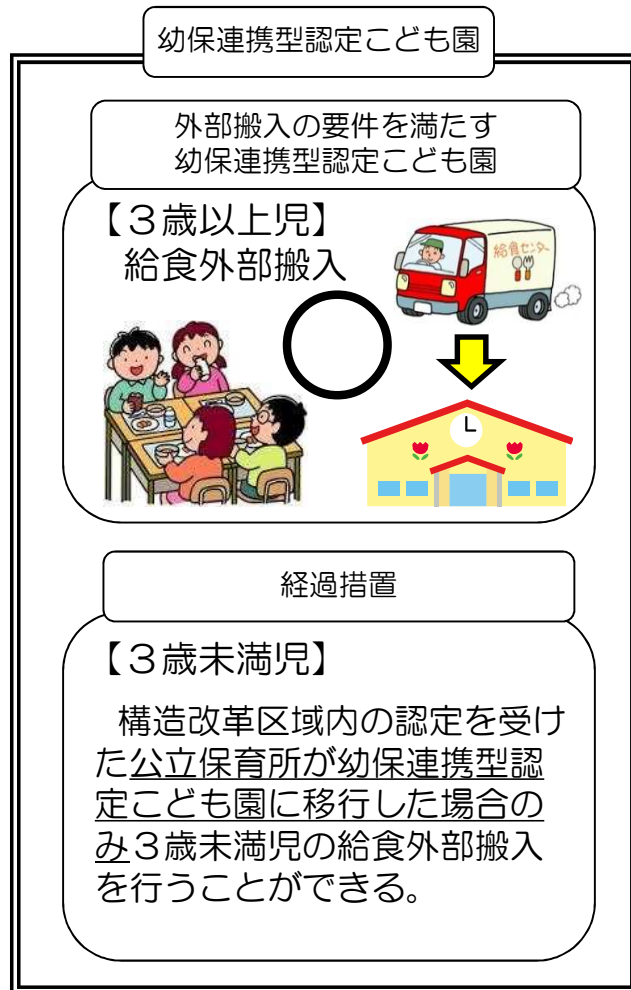 幼保連携型認定こども園
外部搬入の要件を満たす
幼保連携型認定こども園
【３歳以上児】
給食外部搬入
給食センター
経過措置
【３歳未満児】
構造改革区域内の認定を受け
た公立保育所が幼保連携型認
定こども園に移行した場合の
み３歳未満児の給食外部搬入
を行うことができる。